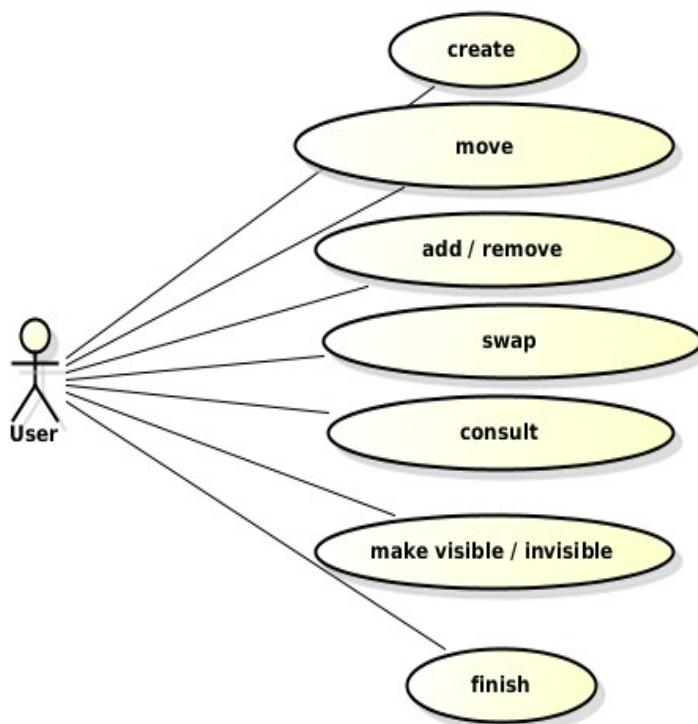 create
move
add / remove
swap
User
consult
make visible / invisible
finish